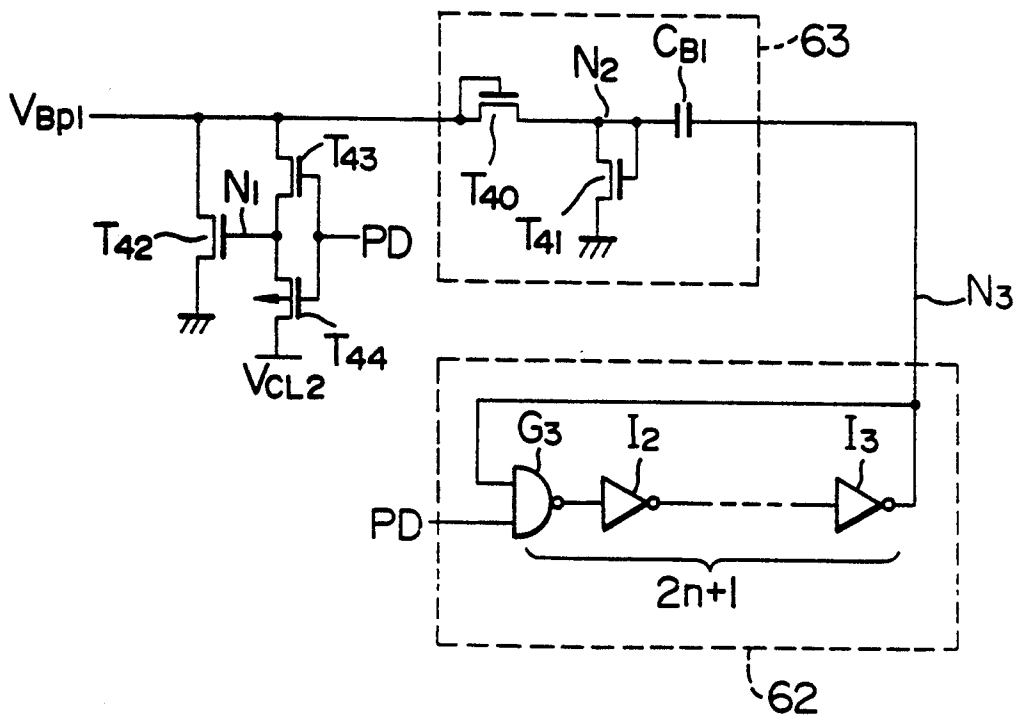 63
CB1
N2
VBP1
T43
T40
N1
T41
T42
PD
N3
T44
VCL2
G3
I2
I3
PD
2n+1
62